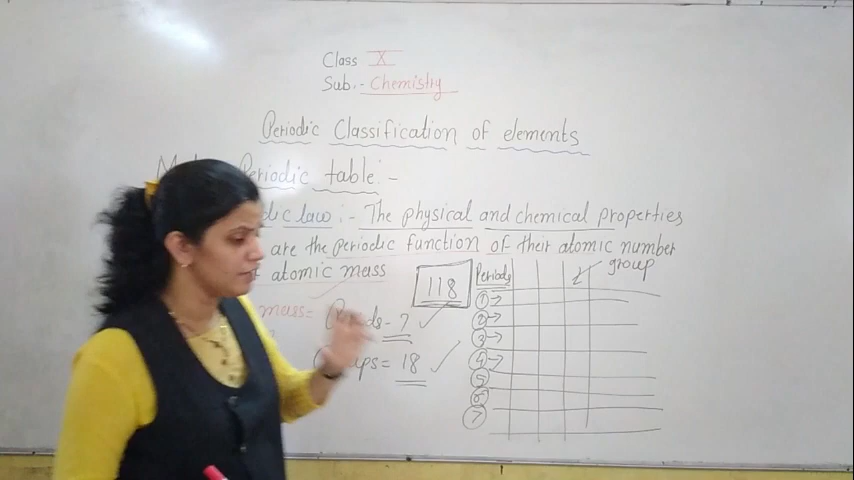 Class X
Sub.- Chemistry
Periodic Classification of elements
Periodic table:-
law :- The physical and chemical properties
are the periodic function of their atomic number
atomic mass
118
Periods
group
mass=
- 7
1
2
3
4
5
6
7
= 18